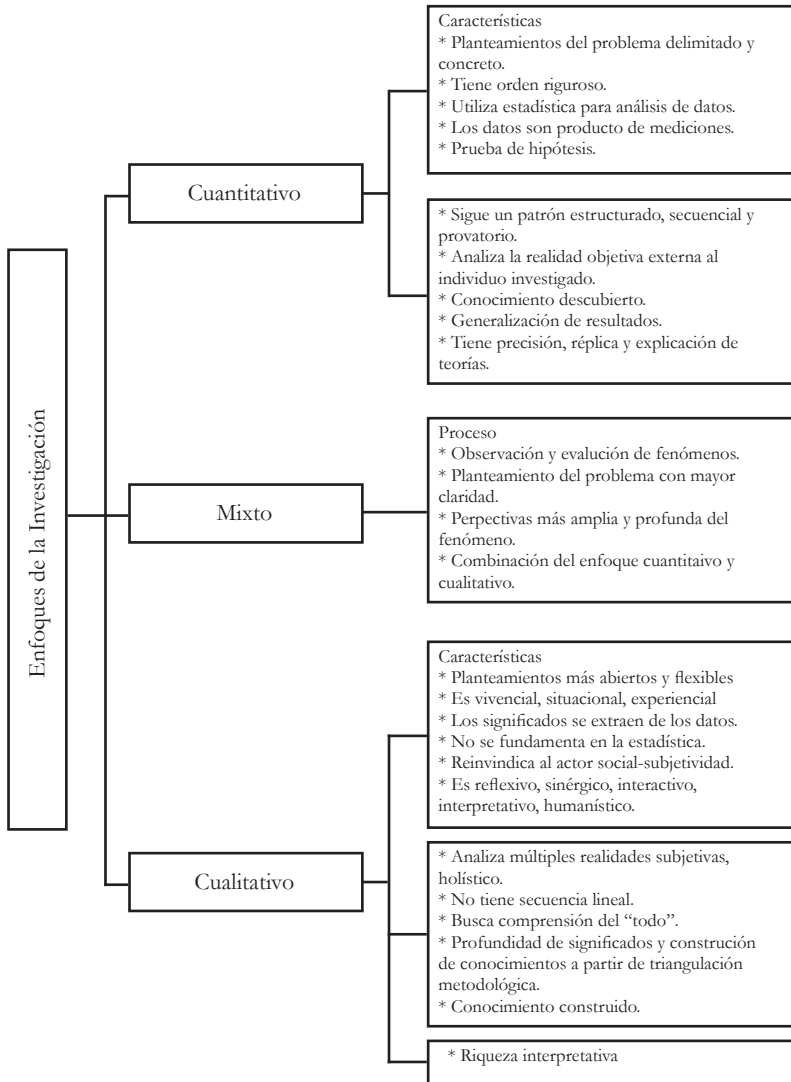 Enfoques de la Investigación
Cuantitativo
Características
* Planteamientos del problema delimitado y
concreto.
* Tiene orden riguroso.
* Utiliza estadística para análisis de datos.
* Los datos son producto de mediciones.
* Prueba de hipótesis.
* Sigue un patrón estructurado, secuencial y
provatorio.
* Analiza la realidad objetiva externa al
individuo investigado.
* Conocimiento descubierto.
* Generalización de resultados.
* Tiene precisión, réplica y explicación de
teorías.
Mixto
Proceso
* Observación y evalución de fenómenos.
* Planteamiento del problema con mayor
claridad.
* Perpectivas más amplia y profunda del
fenómeno.
* Combinación del enfoque cuantitaivo y
cualitativo.
Cualitativo
Características
* Planteamientos más abiertos y flexibles
* Es vivencial, situacional, experiencial
* Los significados se extraen de los datos.
* No se fundamenta en la estadística.
* Reinvindica al actor social-subjetividad.
* Es reflexivo, sinérgico, interactivo,
interpretativo, humanístico.
* Analiza múltiples realidades subjetivas,
holístico.
* No tiene secuencia lineal.
* Busca comprensión del “todo”.
* Profundidad de significados y construción
de conocimientos a partir de triangulación
metodológica.
* Conocimiento construido.
* Riqueza interpretativa